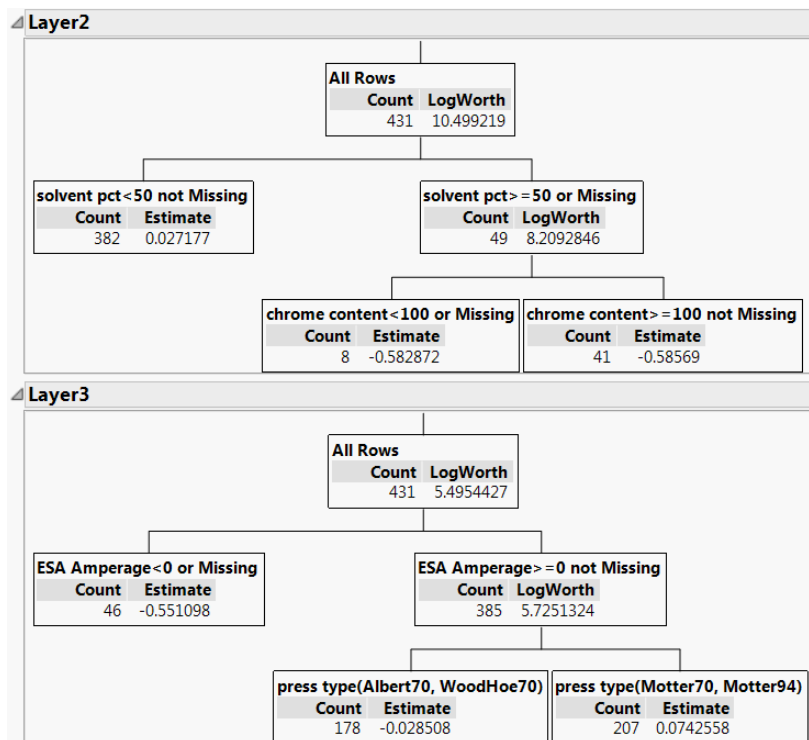 Layer2
All Rows
Count LogWorth
431 10.499219
solvent pct<50 not Missing
Count Estimate
382 0.027177
solvent pct>=50 or Missing
Count LogWorth
49 8.2092846
chrome content<100 or Missing
Count Estimate
8 -0.582872
chrome content>=100 not Missing
Count Estimate
41 -0.58569
Layer3
All Rows
Count LogWorth
431 5.4954427
ESA Amperage<0 or Missing
Count Estimate
46 -0.551098
ESA Amperage>=0 not Missing
Count LogWorth
385 5.7251324
press type(Albert70, WoodHoe70)
Count Estimate
178 -0.028508
press type(Motter70, Motter94)
Count Estimate
207 0.0742558